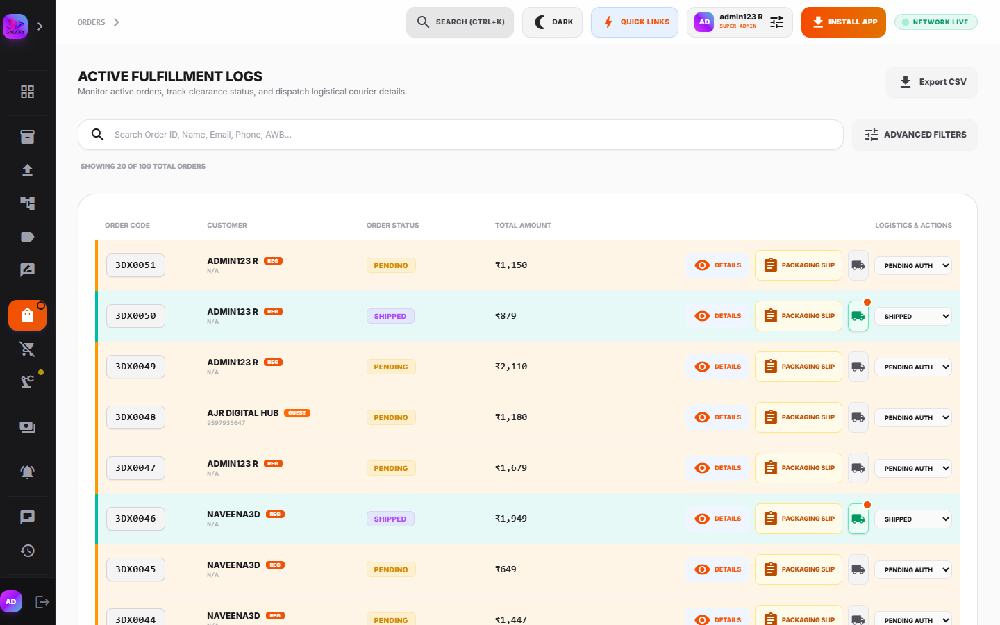 3D
GALAXY
ORDERS
SEARCH (CTRL+K)
DARK
QUICK LINKS
AD
admin123 R
SUPER-ADMIN
INSTALL APP
NETWORK LIVE
ACTIVE FULFILLMENT LOGS
Monitor active orders, track clearance status, and dispatch logistical courier details.
Export CSV
Search Order ID, Name, Email, Phone, AWB...
ADVANCED FILTERS
SHOWING 20 OF 100 TOTAL ORDERS
ORDER CODE CUSTOMER ORDER STATUS TOTAL AMOUNT LOGISTICS & ACTIONS
3DX0051 ADMIN123 R REG PENDING ₹1,150 DETAILS PACKAGING SLIP PENDING AUTH
N/A
3DX0050 ADMIN123 R REG SHIPPED ₹879 DETAILS PACKAGING SLIP SHIPPED
N/A
3DX0049 ADMIN123 R REG PENDING ₹2,110 DETAILS PACKAGING SLIP PENDING AUTH
N/A
3DX0048 AJR DIGITAL HUB GUEST PENDING ₹1,180 DETAILS PACKAGING SLIP PENDING AUTH
9597935647
3DX0047 ADMIN123 R REG PENDING ₹1,679 DETAILS PACKAGING SLIP PENDING AUTH
N/A
3DX0046 NAVEENA3D REG SHIPPED ₹1,949 DETAILS PACKAGING SLIP SHIPPED
N/A
3DX0045 NAVEENA3D REG PENDING ₹649 DETAILS PACKAGING SLIP PENDING AUTH
N/A
3DX0044 NAVEENA3D REG PENDING ₹1,447 DETAILS PACKAGING SLIP PENDING AUTH
N/A
AD